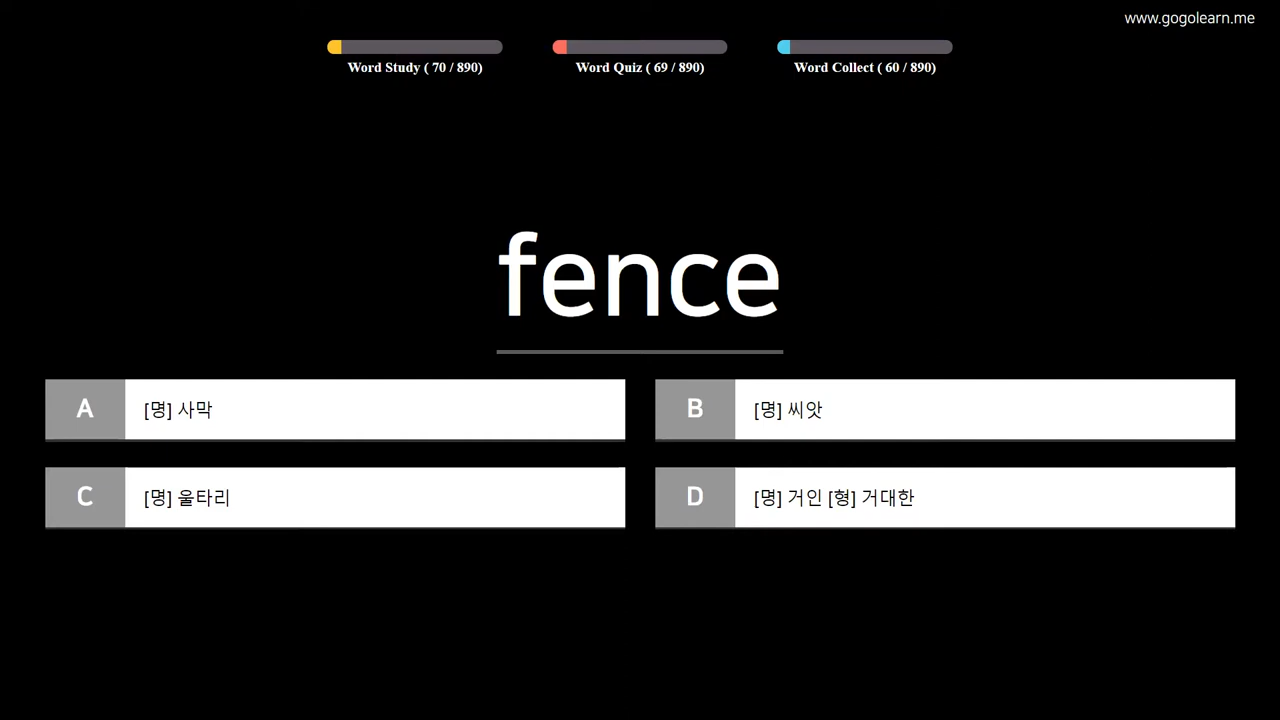 www.gogolearn.me
Word Study ( 70 / 890)
Word Quiz ( 69 / 890)
Word Collect ( 60 / 890)
fence
A [명] 사막
B [명] 씨앗
C [명] 울타리
D [명] 거인 [형] 거대한